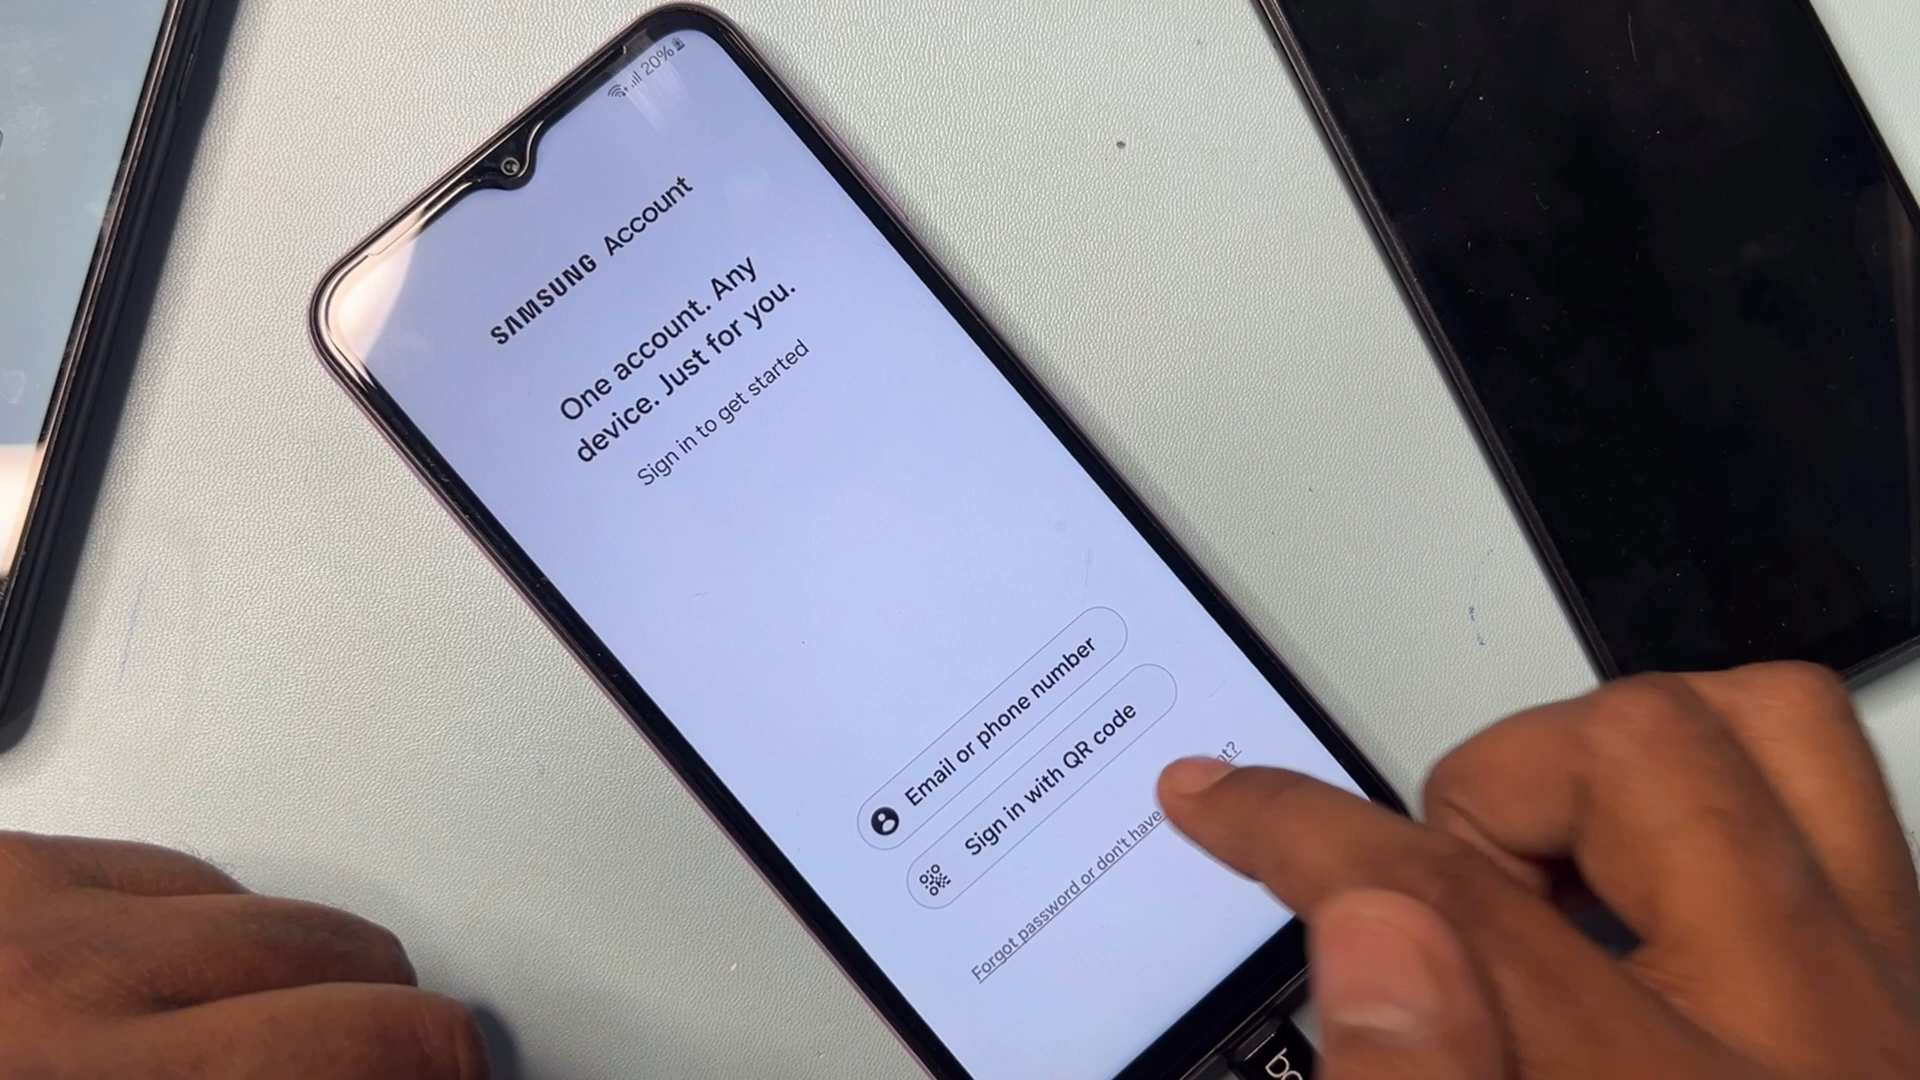 20%
SAMSUNG Account
One account. Any
device. Just for you.
Sign in to get started
Email or phone number
Sign in with QR code
Forgot password or don't have